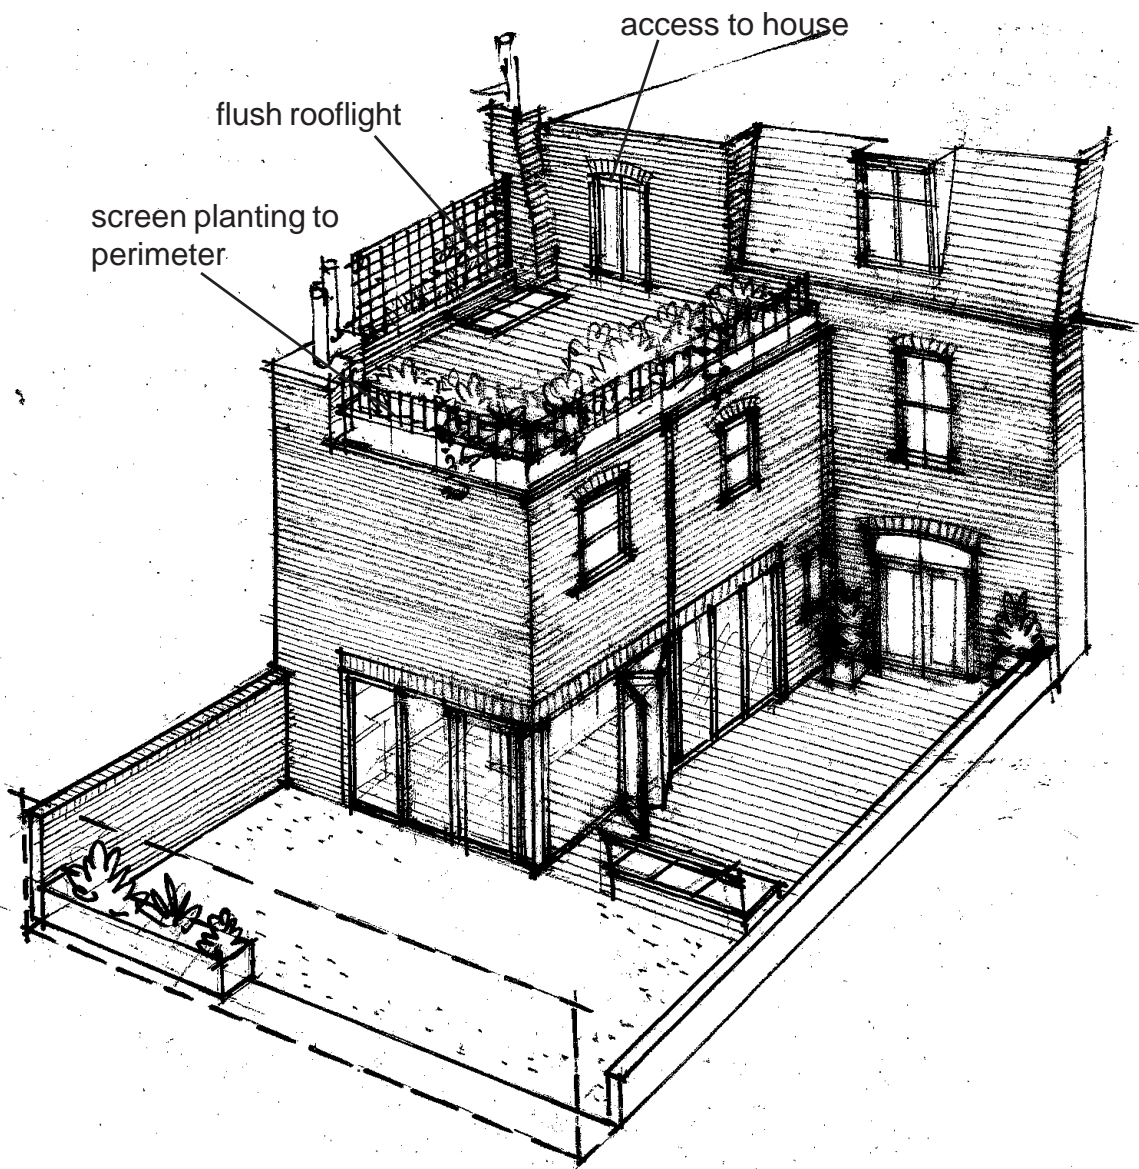 access to house
flush rooflight
screen planting to
perimeter